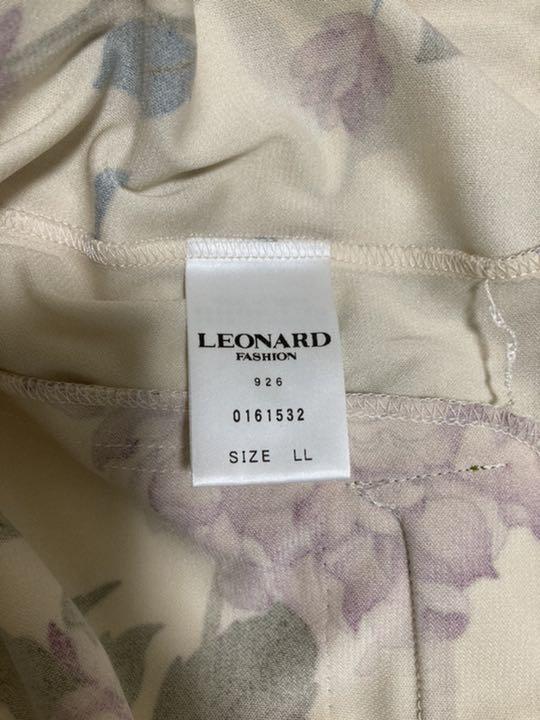 LEONARD
FASHION
926
0161532
SIZE LL